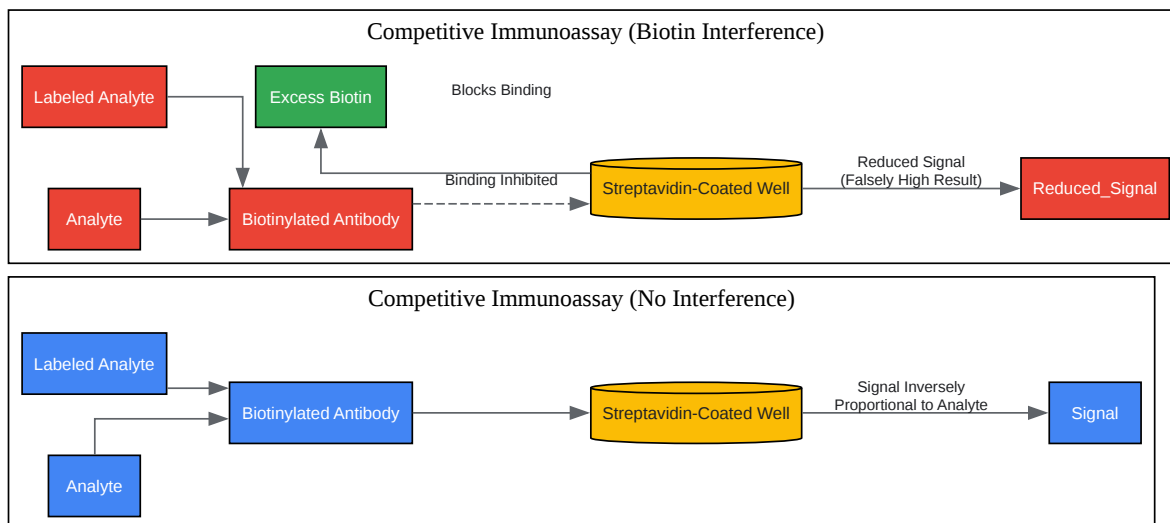 Competitive Immunoassay (Biotin Interference)
Labeled Analyte
Excess Biotin
Blocks Binding
Analyte
Biotinylated Antibody
Binding Inhibited
Streptavidin-Coated Well
Reduced Signal
(Falsely High Result)
Reduced_Signal
Competitive Immunoassay (No Interference)
Labeled Analyte
Analyte
Biotinylated Antibody
Streptavidin-Coated Well
Signal Inversely
Proportional to Analyte
Signal